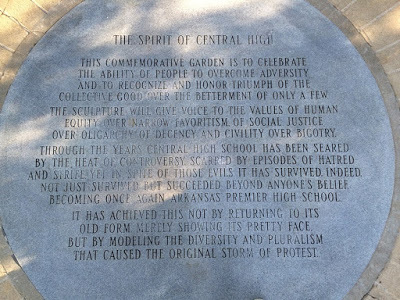 THE SPIRIT OF CENTRAL HIGH
THIS COMMEMORATIVE GARDEN IS TO CELEBRATE
THE ABILITY OF PEOPLE TO OVERCOME ADVERSITY
AND TO RECOGNIZE AND HONOR TRIUMPH OF THE
COLLECTIVE GOOD OVER THE BETTERMENT OF ONLY A FEW
THE SCULPTURE WILL GIVE VOICE TO THE VALUES OF HUMAN
EQUITY OVER NARROW FAVORITISM OF SOCIAL JUSTICE
OVER OLIGARCHY OF DECENCY AND CIVILITY OVER BIGOTRY.
THROUGH THE YEARS CENTRAL HIGH SCHOOL HAS BEEN SEARED
BY THE HEAT OF CONTROVERSY, SCARRED BY EPISODES OF HATRED
AND STRIFE, YET IN SPITE OF THOSE EVILS IT HAS SURVIVED, INDEED,
NOT JUST SURVIVED BUT SUCCEEDED BEYOND ANYONE'S BELIEF
BECOMING ONCE AGAIN ARKANSAS' PREMIER HIGH-SCHOOL.
IT HAS ACHIEVED THIS NOT BY RETURNING TO ITS
OLD FORM MERELY SHOWING ITS PRETTY FACE,
BUT BY MODELING THE DIVERSITY AND PLURALISM
THAT CAUSED THE ORIGINAL STORM OF PROTEST.